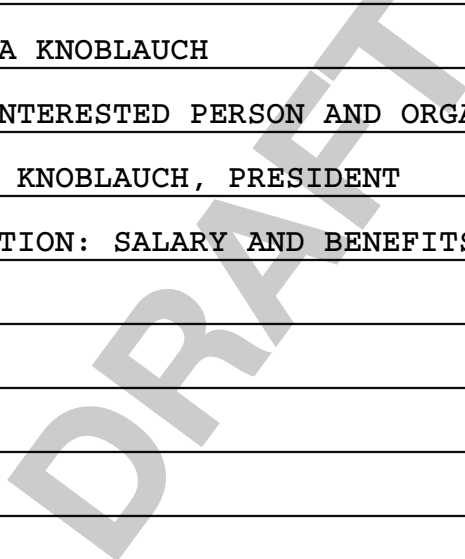 A KNOBLAUCH
NTERESTED PERSON AND ORGA
KNOBLAUCH, PRESIDENT
TION: SALARY AND BENEFITS
DRAFT